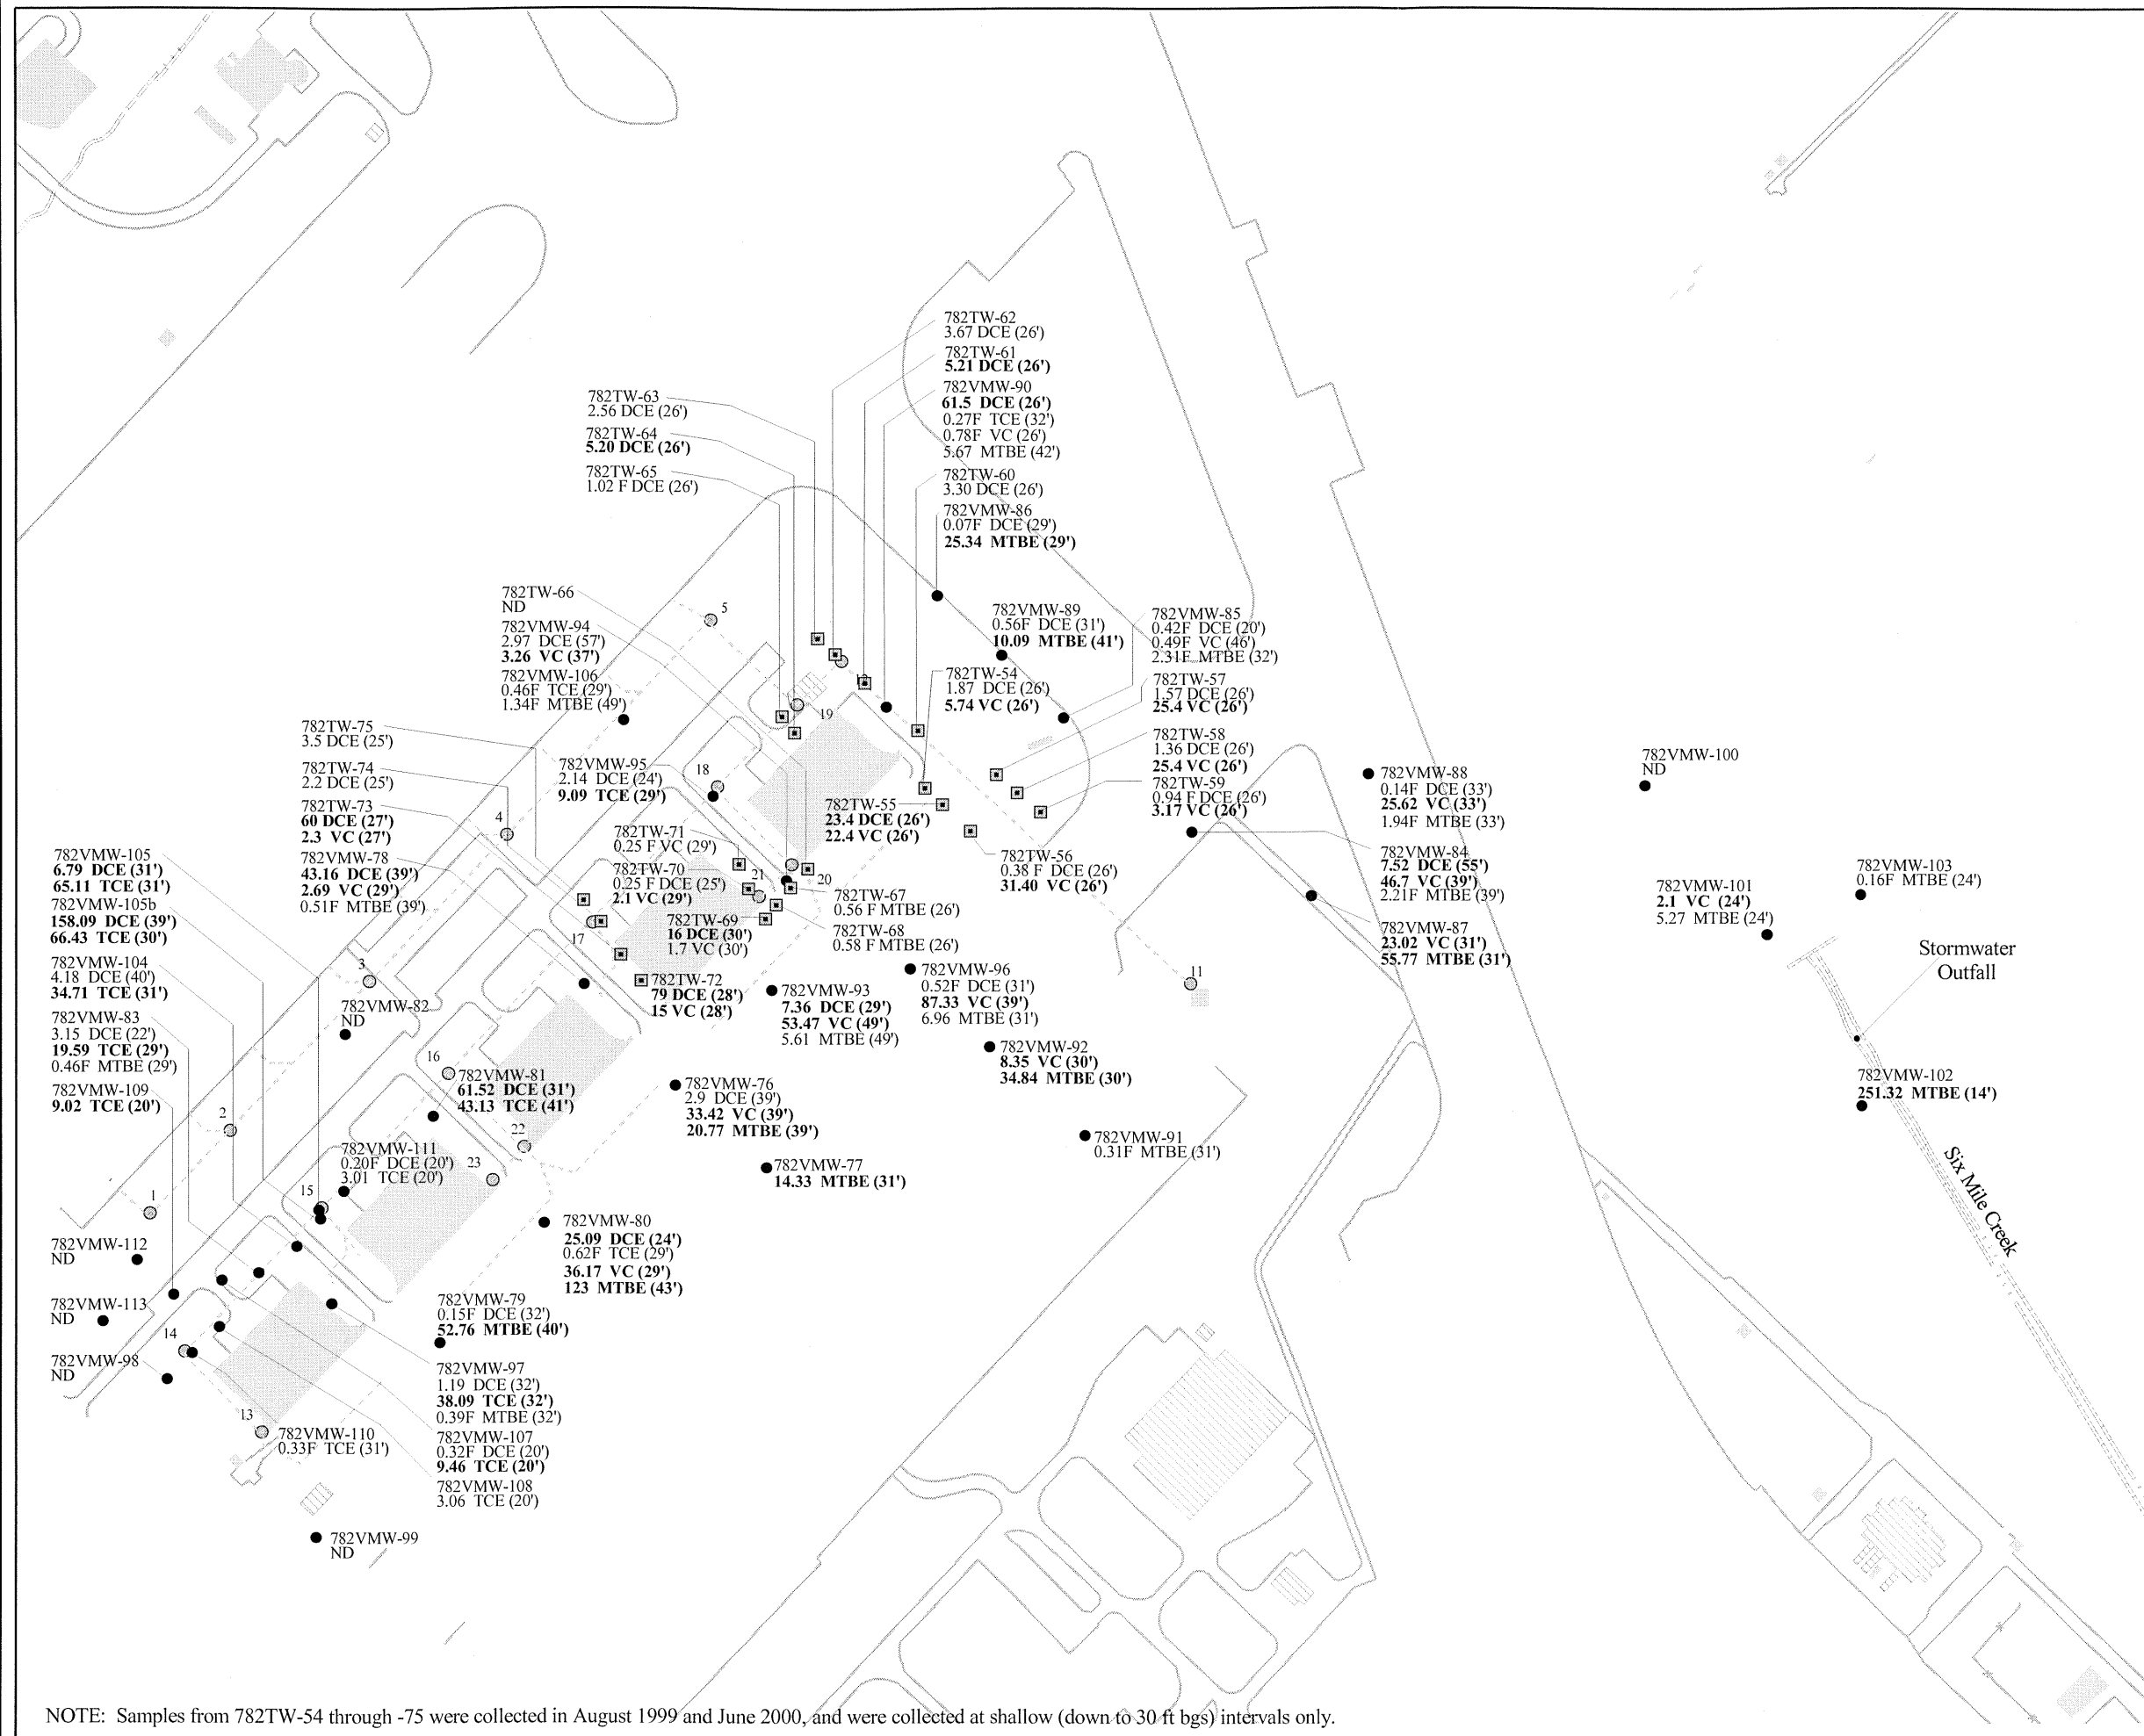 782TW-62
3.67 DCE (26')
782TW-61
5.21 DCE (26')
782VMW-90
61.5 DCE (26')
0.27F TCE (32')
0.78F VC (26')
5.67 MTBE (42')
782TW-60
3.30 DCE (26')
782VMW-86
0.07F DCE (29')
25.34 MTBE (29')
782TW-63
2.56 DCE (26')
782TW-64
5.20 DCE (26')
782TW-65
1.02 F DCE (26')
782TW-66
ND
782VMW-94
2.97 DCE (57')
3.26 VC (37')
782VMW-106
0.46F TCE (29')
1.34F MTBE (49')
5
782VMW-89
0.56F DCE (31')
10.09 MTBE (41')
782VMW-85
0.42F DCE (20')
0.49F VC (46')
2.31F MTBE (32')
782TW-54
1.87 DCE (26')
5.74 VC (26')
782TW-57
1.57 DCE (26')
25.4 VC (26')
782TW-58
1.36 DCE (26')
25.4 VC (26')
782TW-59
0.94 F DCE (26')
3.17 VC (26')
19
782TW-75
3.5 DCE (25')
782TW-74
2.2 DCE (25')
782TW-73
60 DCE (27')
2.3 VC (27')
782VMW-78
43.16 DCE (39')
2.69 VC (29')
0.51F MTBE (39')
4
782VMW-95
2.14 DCE (24')
9.09 TCE (29')
18
782TW-55
23.4 DCE (26')
22.4 VC (26')
782TW-71
0.25 F VC (29')
782TW-70
0.25 F DCE (25')
2.1 VC (29')
21
20
782TW-56
0.38 F DCE (26')
31.40 VC (26')
782TW-67
0.56 F MTBE (26')
782TW-68
0.58 F MTBE (26')
782TW-69
16 DCE (30')
1.7 VC (30')
17
782TW-72
79 DCE (28')
15 VC (28')
782VMW-88
0.14F DCE (33')
25.62 VC (33')
1.94F MTBE (33')
782VMW-84
7.52 DCE (55')
46.7 VC (39')
2.21F MTBE (39')
782VMW-87
23.02 VC (31')
55.77 MTBE (31')
782VMW-100
ND
782VMW-101
2.1 VC (24')
5.27 MTBE (24')
782VMW-103
0.16F MTBE (24')
Stormwater
Outfall
782VMW-102
251.32 MTBE (14')
Six Mile Creek
782VMW-105
6.79 DCE (31')
65.11 TCE (31')
782VMW-105b
158.09 DCE (39')
66.43 TCE (30')
782VMW-104
4.18 DCE (40')
34.71 TCE (31')
782VMW-83
3.15 DCE (22')
19.59 TCE (29')
0.46F MTBE (29')
782VMW-109
9.02 TCE (20')
3
782VMW-82
ND
782VMW-93
7.36 DCE (29')
53.47 VC (49')
5.61 MTBE (49')
782VMW-96
0.52F DCE (31')
87.33 VC (39')
6.96 MTBE (31')
11
782VMW-92
8.35 VC (30')
34.84 MTBE (30')
16
782VMW-81
61.52 DCE (31')
43.13 TCE (41')
782VMW-76
2.9 DCE (39')
33.42 VC (39')
20.77 MTBE (39')
2
22
23
782VMW-91
0.31F MTBE (31')
782VMW-111
0.20F DCE (20')
3.01 TCE (20')
782VMW-77
14.33 MTBE (31')
15
1
782VMW-80
25.09 DCE (24')
0.62F TCE (29')
36.17 VC (29')
123 MTBE (43')
782VMW-112
ND
782VMW-113
ND
782VMW-79
0.15F DCE (32')
52.76 MTBE (40')
14
782VMW-98
ND
782VMW-97
1.19 DCE (32')
38.09 TCE (32')
0.39F MTBE (32')
13
782VMW-110
0.33F TCE (31')
782VMW-107
0.32F DCE (20')
9.46 TCE (20')
782VMW-108
3.06 TCE (20')
782VMW-99
ND
NOTE: Samples from 782TW-54 through -75 were collected in August 1999 and June 2000, and were collected at shallow (down to 30 ft bgs) intervals only.